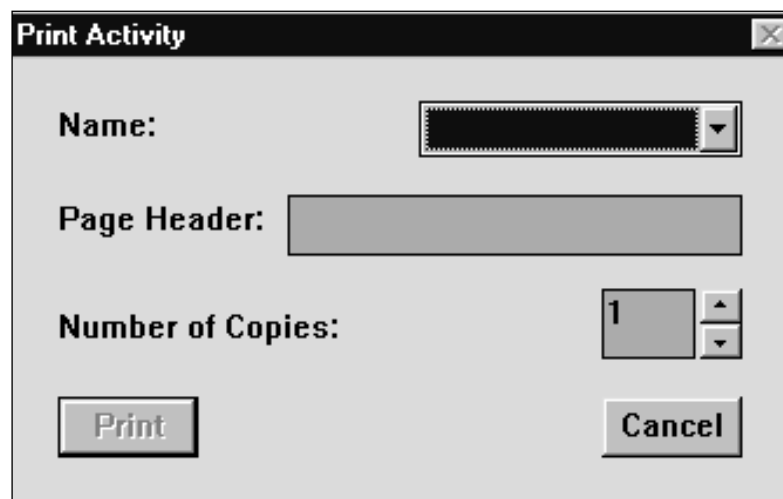 Print Activity
Name:
Page Header:
Number of Copies:
1
Print
Cancel